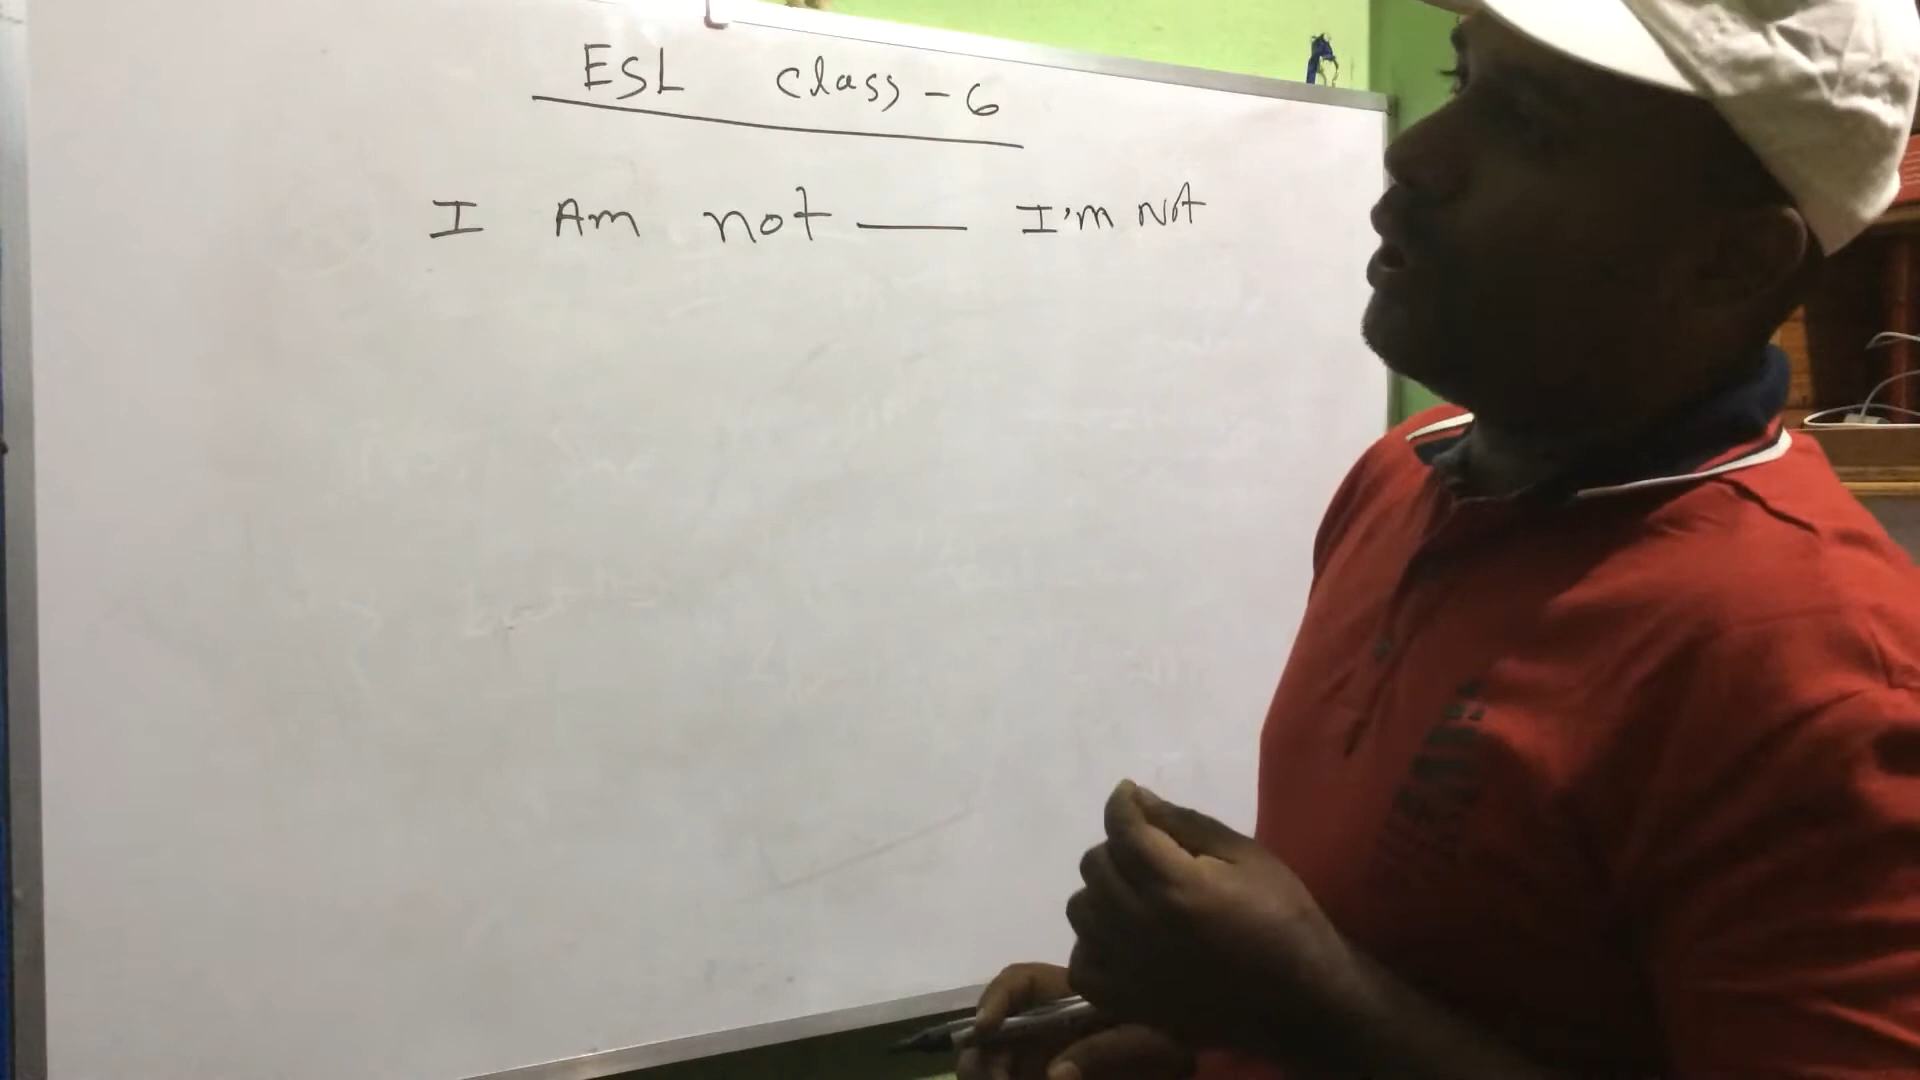 ESL Class - 6
I Am not — I'm Not